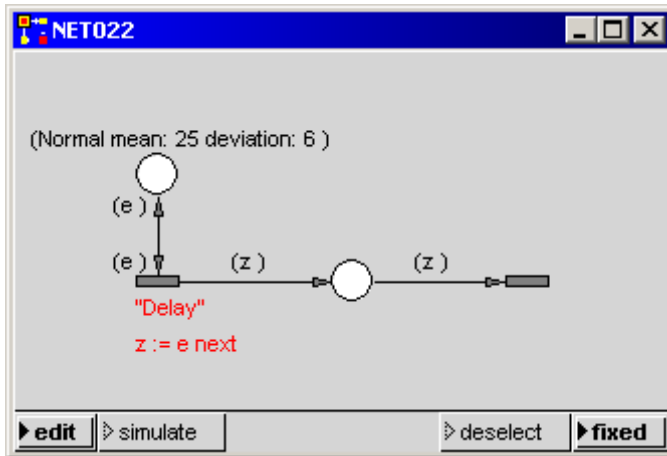 NET022
(Normal mean: 25 deviation: 6 )
(e )
(e ) (z ) (z )
"Delay"
z := e next
edit simulate deselect fixed